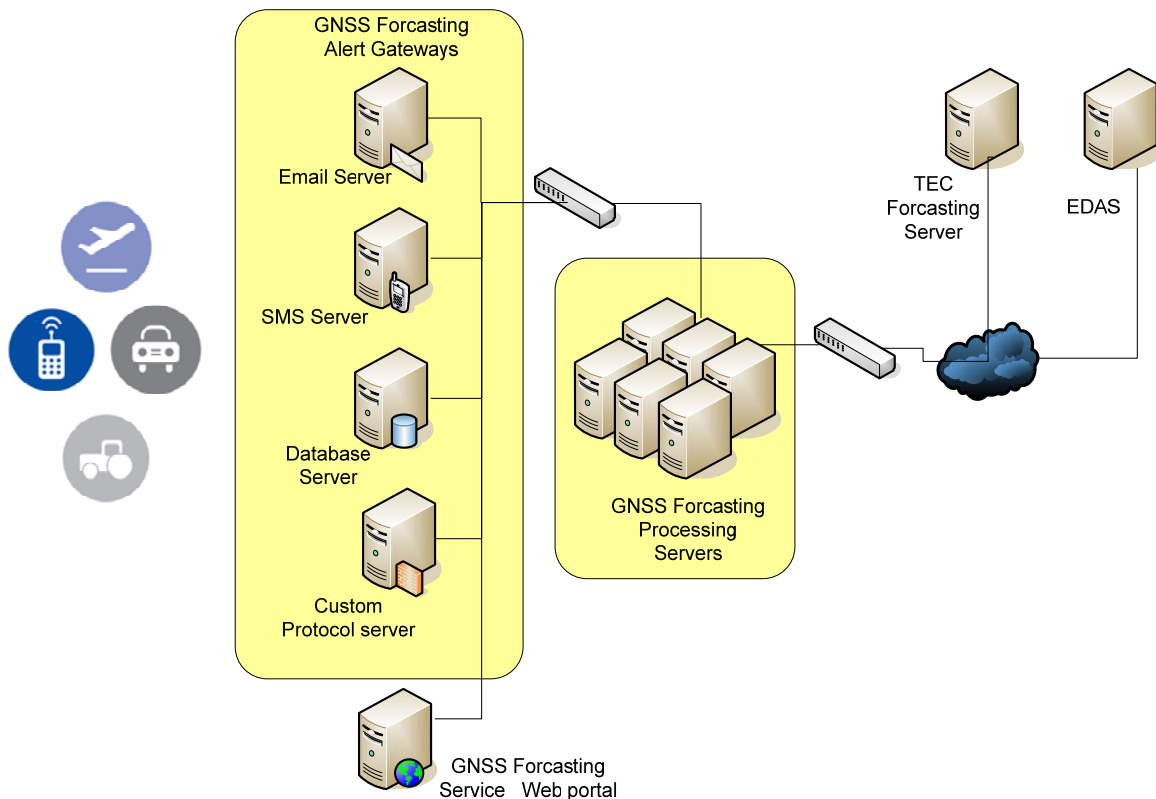 GNSS Forcasting
Alert Gateways
Email Server
SMS Server
Database
Server
Custom
Protocol server
GNSS Forcasting
Service Web portal
GNSS Forcasting
Processing
Servers
TEC
Forcasting
Server
EDAS